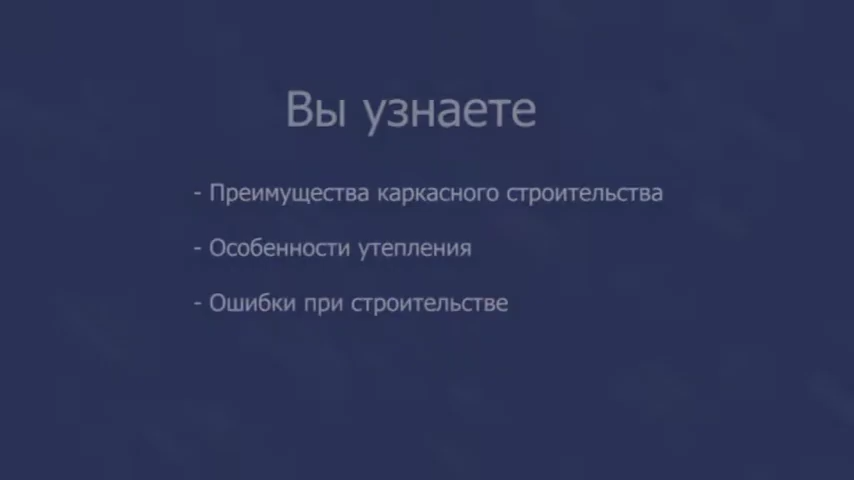 Вы узнаете
- Преимущества каркасного строительства
- Особенности утепления
- Ошибки при строительстве